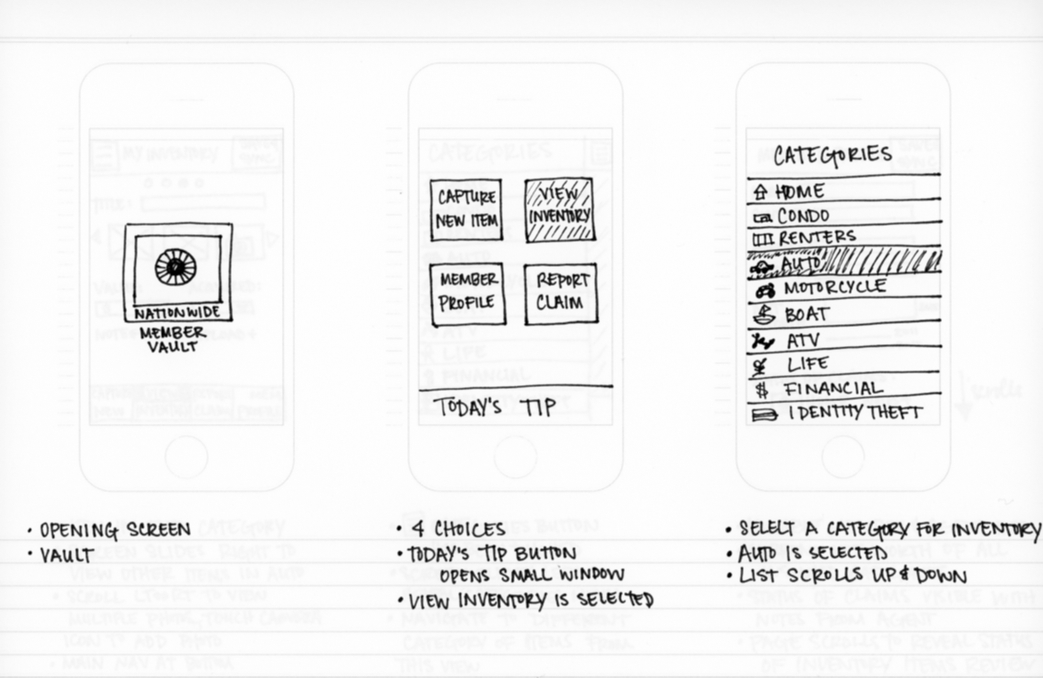 NATIONWIDE
MEMBER
VAULT
• OPENING SCREEN
• VAULT
CAPTURE
NEW ITEM
VIEW
INVENTORY
MEMBER
PROFILE
REPORT
CLAIM
TODAY'S TIP
• 4 CHOICES
• TODAY'S TIP BUTTON
OPENS SMALL WINDOW
• VIEW INVENTORY IS SELECTED
CATEGORIES
HOME
CONDO
RENTERS
AUTO
MOTORCYCLE
BOAT
ATV
LIFE
$ FINANCIAL
IDENTITY THEFT
• SELECT A CATEGORY FOR INVENTORY
• AUTO IS SELECTED
• LIST SCROLLS UP & DOWN